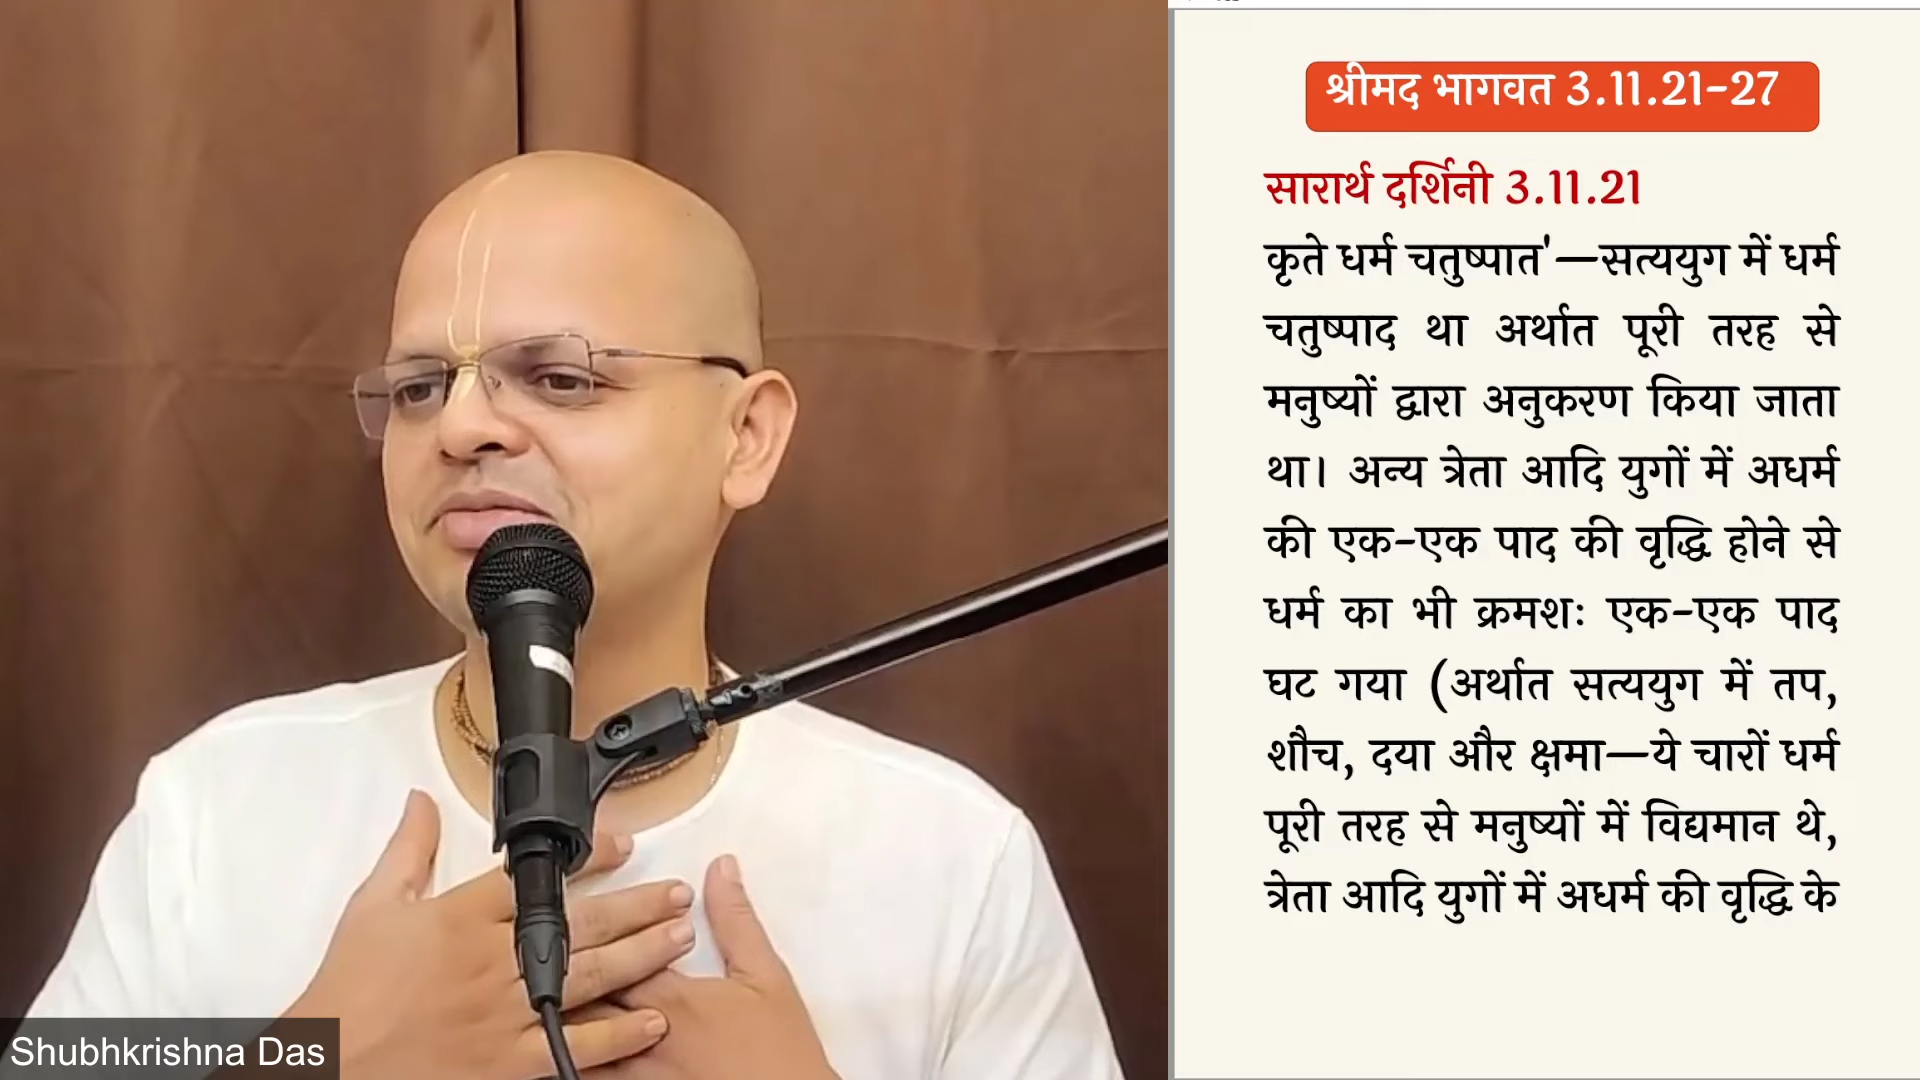 श्रीमद भागवत 3.11.21-27
सारार्थ दर्शिनी 3.11.21
कृते धर्म चतुष्पात'—सत्ययुग में धर्म
चतुष्पाद था अर्थात पूरी तरह से
मनुष्यों द्वारा अनुकरण किया जाता
था। अन्य त्रेता आदि युगों में अधर्म
की एक-एक पाद की वृद्धि होने से
धर्म का भी क्रमशः एक-एक पाद
घट गया (अर्थात सत्ययुग में तप,
शौच, दया और क्षमा—ये चारों धर्म
पूरी तरह से मनुष्यों में विद्यमान थे,
त्रेता आदि युगों में अधर्म की वृद्धि के
Shubhkrishna Das